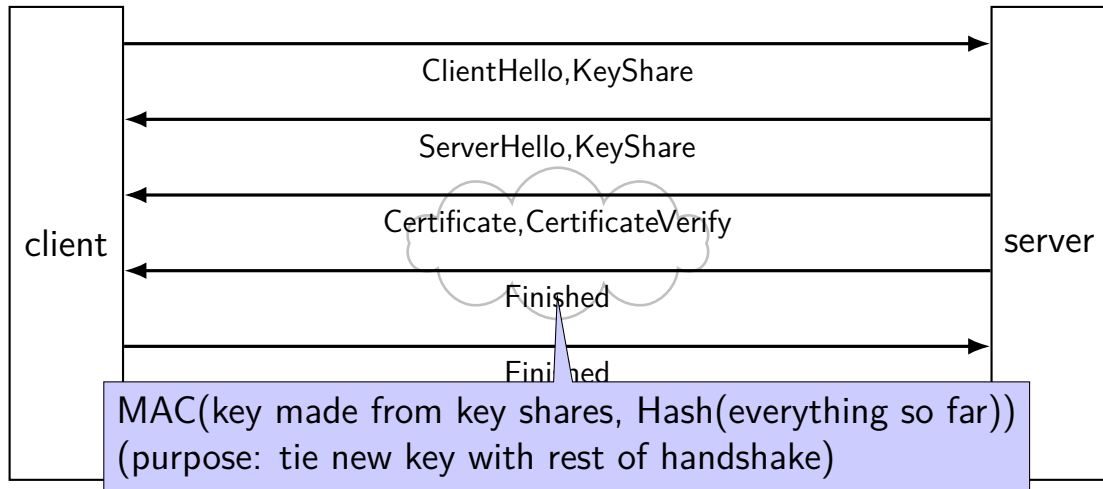 ClientHello,KeyShare
ServerHello,KeyShare
Certificate,CertificateVerify
client
server
Finished
Finished
MAC(key made from key shares, Hash(everything so far))
(purpose: tie new key with rest of handshake)